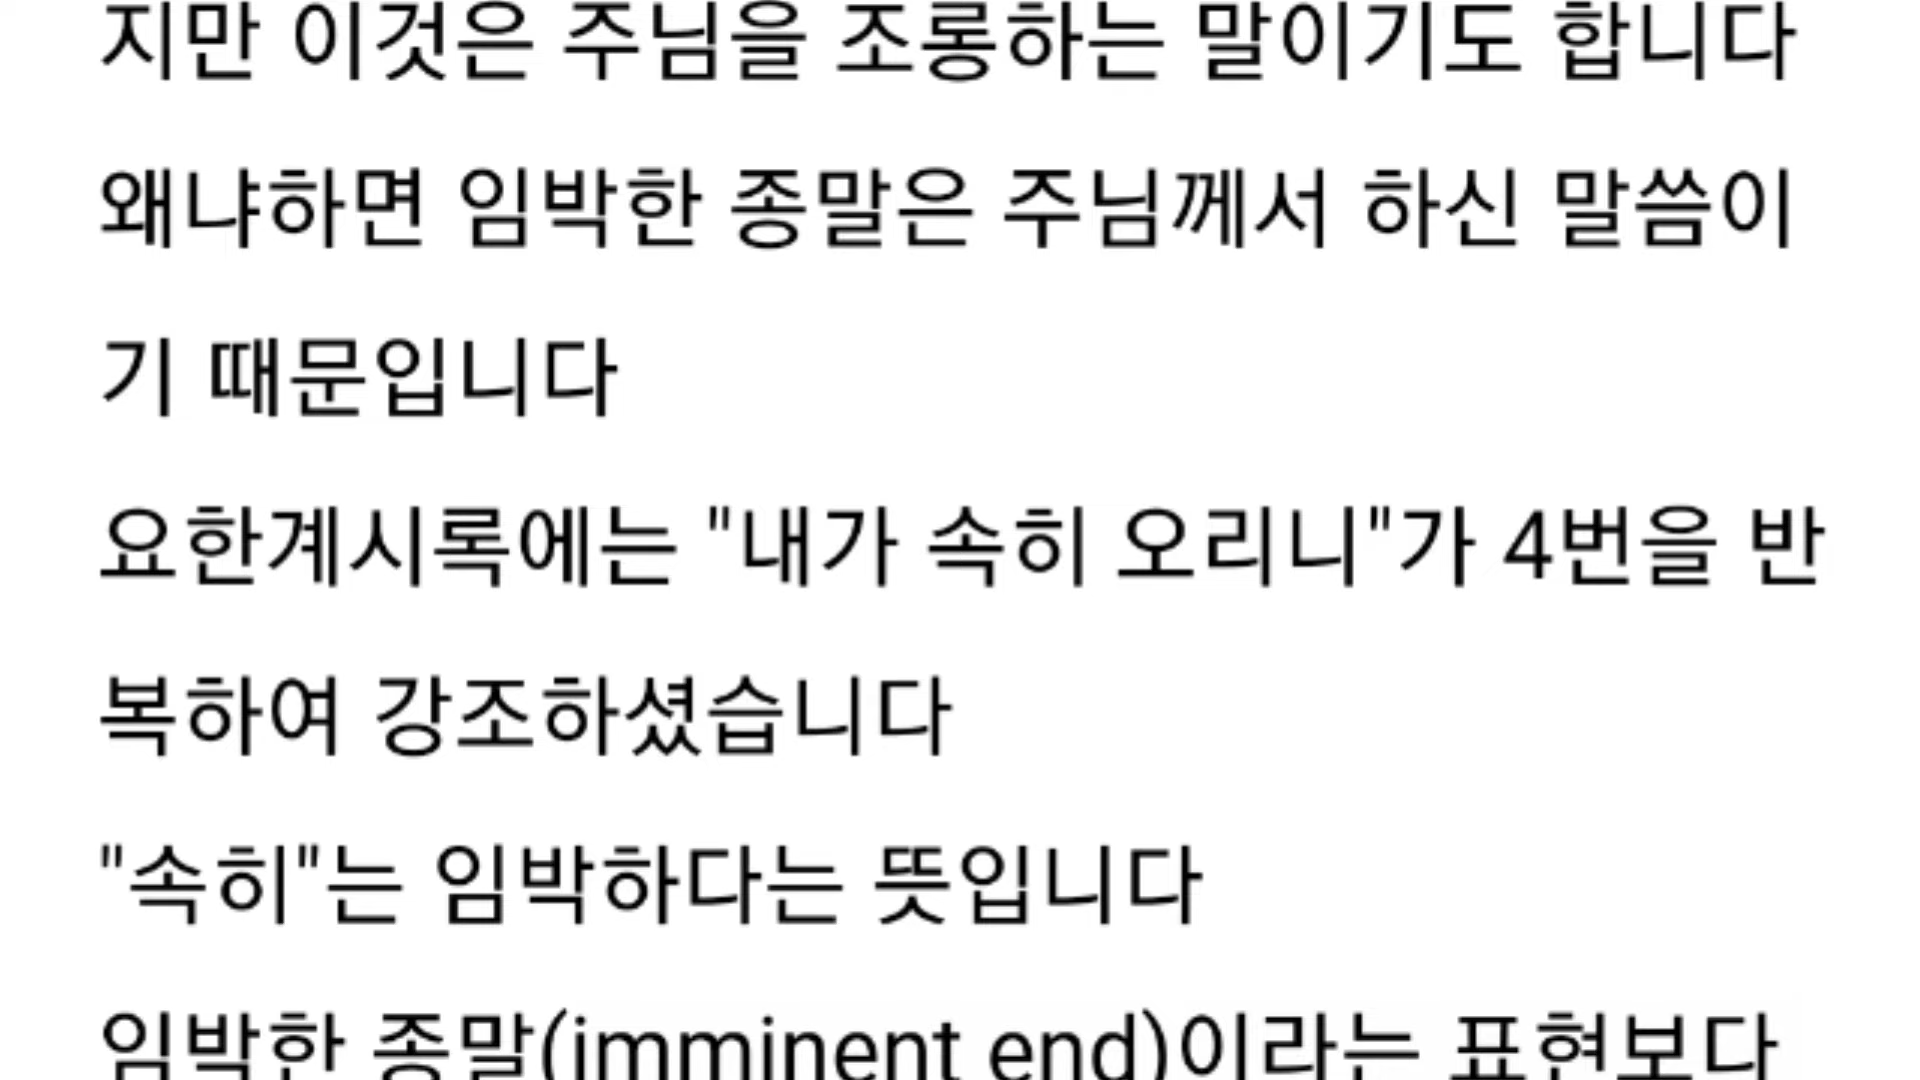 지만 이것은 주님을 조롱하는 말이기도 합니다
왜냐하면 임박한 종말은 주님께서 하신 말씀이
기 때문입니다
요한계시록에는 "내가 속히 오리니"가 4번을 반
복하여 강조하셨습니다
"속히"는 임박하다는 뜻입니다
임박한 종말(imminent end)이라는 표현보다